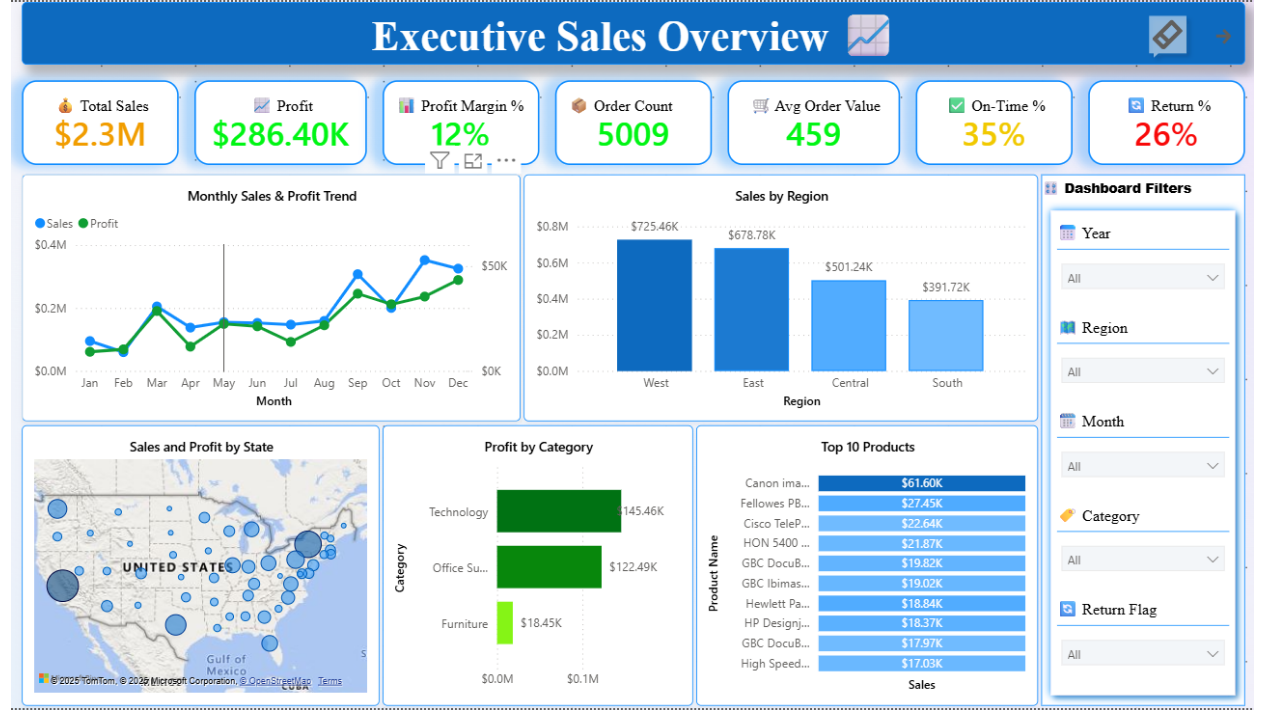 Executive Sales Overview
Total Sales
$2.3M
Profit
$286.40K
Profit Margin %
12%
Order Count
5009
Avg Order Value
459
On-Time %
35%
Return %
26%
Monthly Sales & Profit Trend
Sales Profit
$0.4M
$0.2M
$0.0M
$50K
$0K
Jan Feb Mar Apr May Jun Jul Aug Sep Oct Nov Dec
Month
Sales by Region
$0.8M
$0.6M
$0.4M
$0.2M
$0.0M
$725.46K
$678.78K
$501.24K
$391.72K
West East Central South
Region
Dashboard Filters
Year
All
Region
All
Month
All
Category
All
Return Flag
All
Sales and Profit by State
UNITED STATES
Gulf of
Mexico
CUBA
© 2025 TomTom, © 2025 Microsoft Corporation, © OpenStreetMap Terms
Profit by Category
Category
Technology $145.46K
Office Su... $122.49K
Furniture $18.45K
$0.0M $0.1M
Top 10 Products
Product Name
Canon ima... $61.60K
Fellowes PB... $27.45K
Cisco TeleP... $22.64K
HON 5400 ... $21.87K
GBC DocuB... $19.82K
GBC Ibimas... $19.02K
Hewlett Pa... $18.84K
HP Designj... $18.37K
GBC DocuB... $17.97K
High Speed... $17.03K
Sales